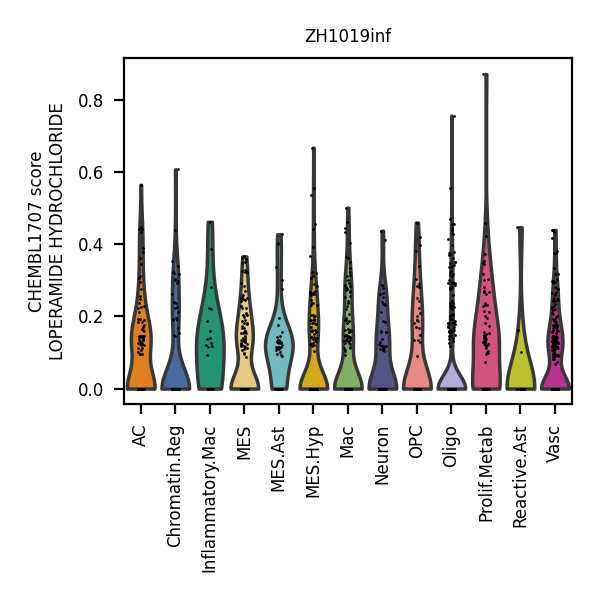 ZH1019inf
CHEMBL1707 score
LOPERAMIDE HYDROCHLORIDE
0.8
0.6
0.4
0.2
0.0
AC
Chromatin.Reg
Inflammatory.Mac
MES
MES.Ast
MES.Hyp
Mac
Neuron
OPC
Oligo
Prolif.Metab
Reactive.Ast
Vasc